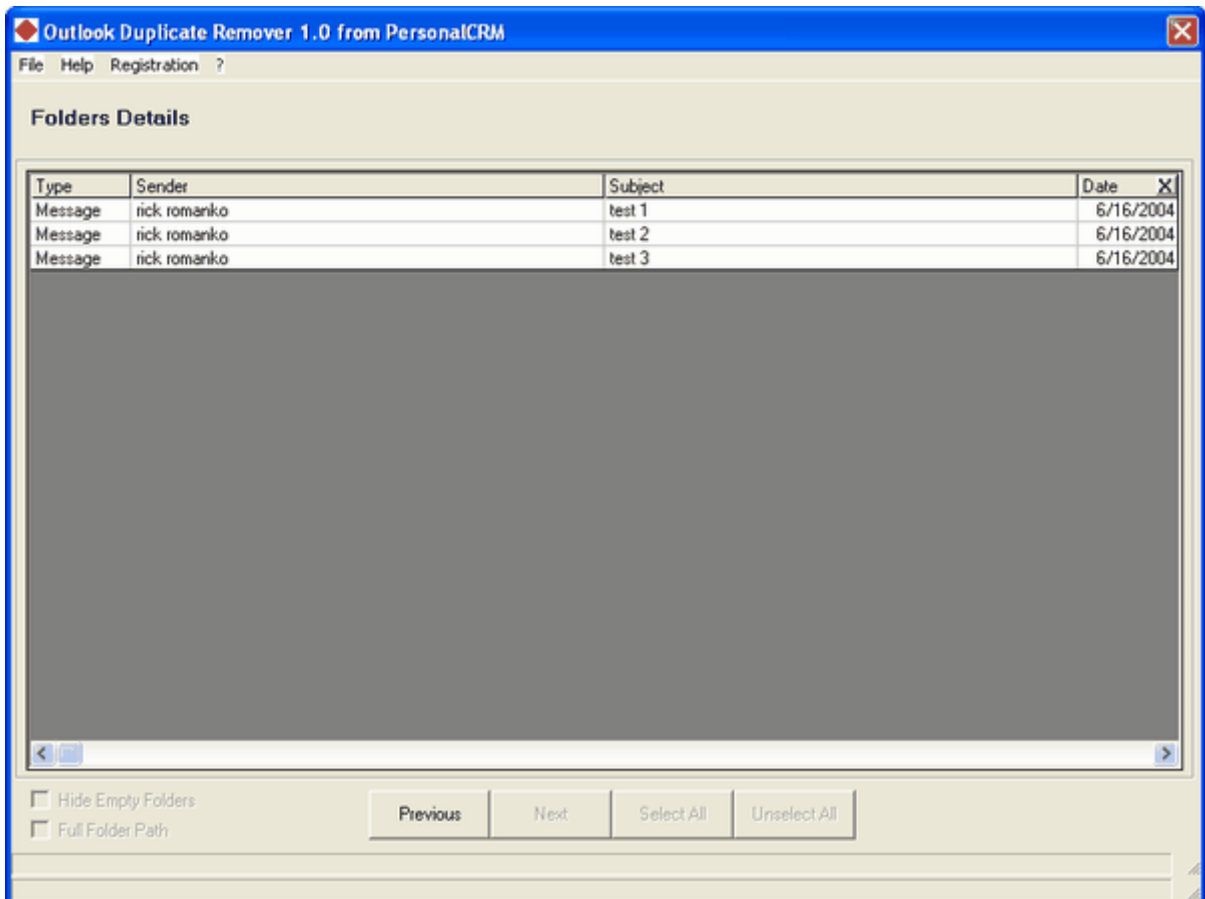 Outlook Duplicate Remover 1.0 from PersonalCRM
File Help Registration ?
Folders Details
Type Sender Subject Date X
Message rick romanko test 1 6/16/2004
Message rick romanko test 2 6/16/2004
Message rick romanko test 3 6/16/2004
Hide Empty Folders
Previous Next Select All Unselect All
Full Folder Path